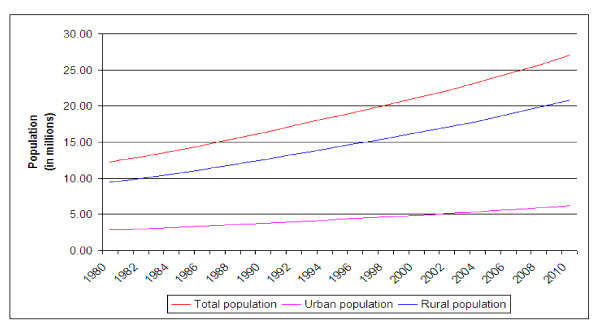 30.00
25.00
20.00
15.00
10.00
5.00
0.00
Population
(in millions)
1980 1982 1984 1986 1988 1990 1992 1994 1996 1998 2000 2002 2004 2006 2008 2010
Total population Urban population Rural population